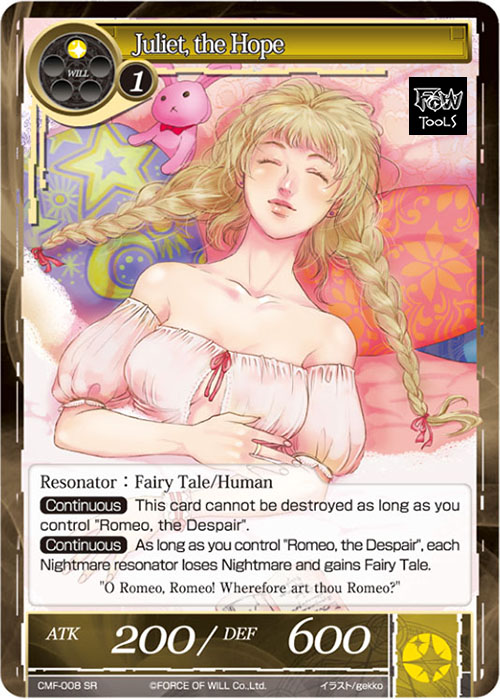 Juliet, the Hope
WILL
1
FOW
TOOLS
Resonator : Fairy Tale/Human
Continuous This card cannot be destroyed as long as you
control "Romeo, the Despair".
Continuous As long as you control "Romeo, the Despair", each
Nightmare resonator loses Nightmare and gains Fairy Tale.
"O Romeo, Romeo! Wherefore art thou Romeo?"
ATK 200/ DEF 600
CMF-008 SR ©FORCE OF WILL Co.,Ltd. イラスト/gekko